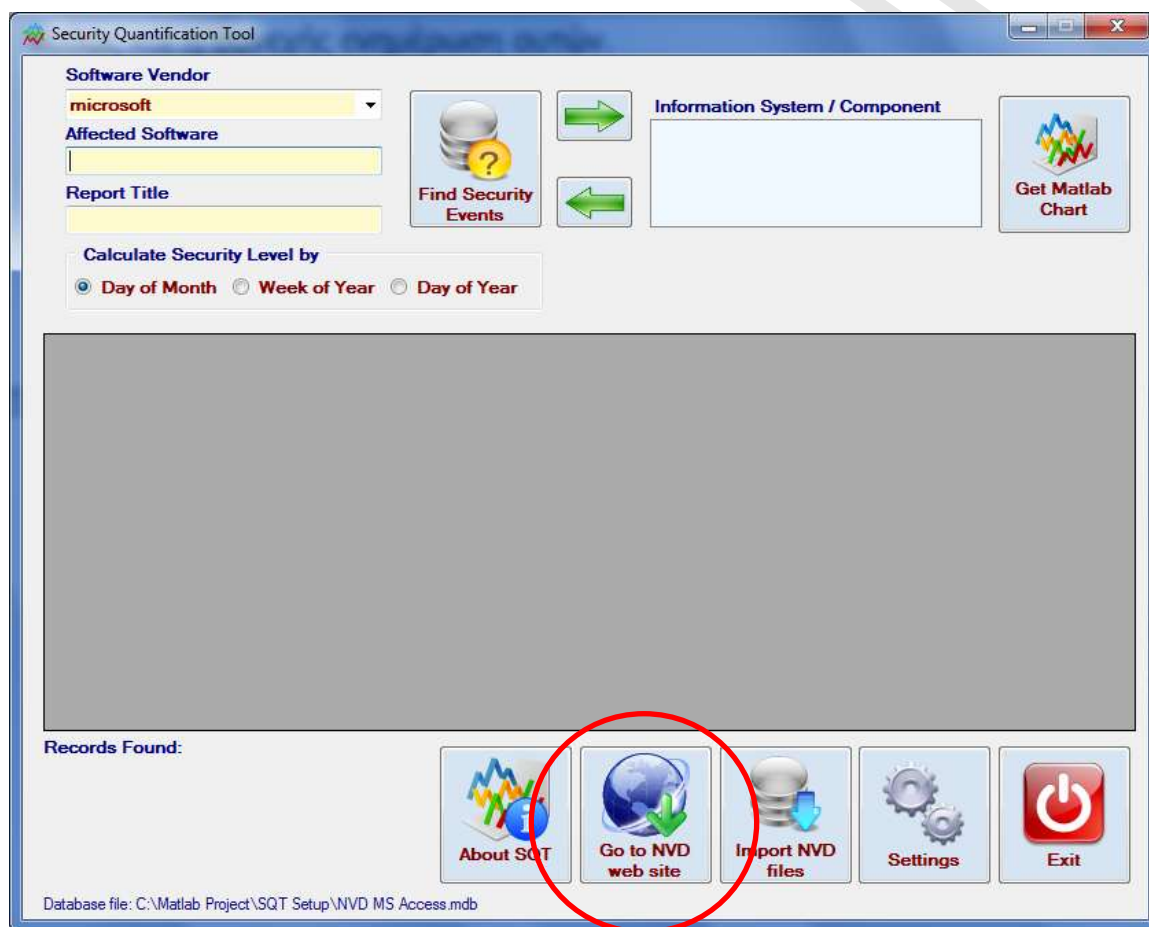 Security Quantification Tool
Software Vendor
microsoft
Affected Software
Report Title
Find Security
Events
Information System / Component
Get Matlab
Chart
Calculate Security Level by
Day of Month Week of Year Day of Year
Records Found:
About SQT
Go to NVD
web site
Import NVD
files
Settings
Exit
Database file: C:\Matlab Project\SQT Setup\NVD MS Access.mdb